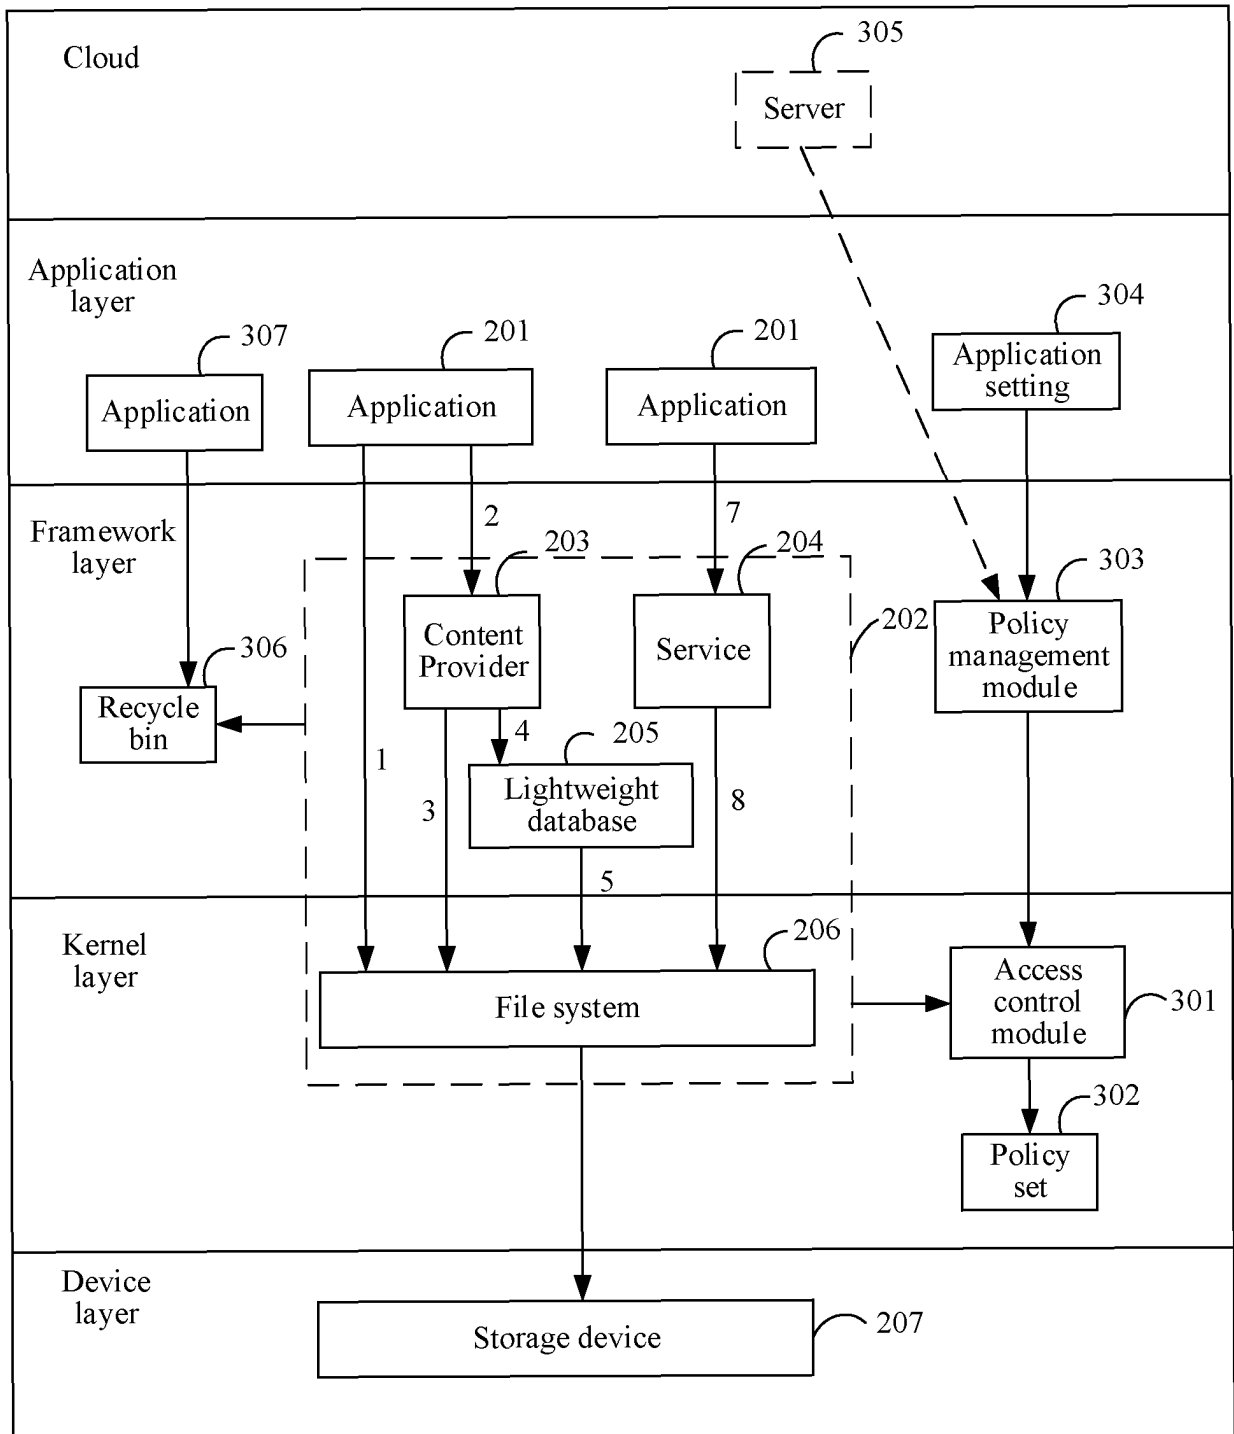 305
Cloud
Server
Application
layer
304
307
201
201
Application
setting
Application
Application
Application
2
7
Framework
layer
203
204
303
202
Content
Provider
Service
Policy
management
module
306
Recycle
bin
4
205
1
3
Lightweight
database
8
5
Kernel
layer
206
File system
Access
control
module
301
302
Policy
set
Device
layer
Storage device
207